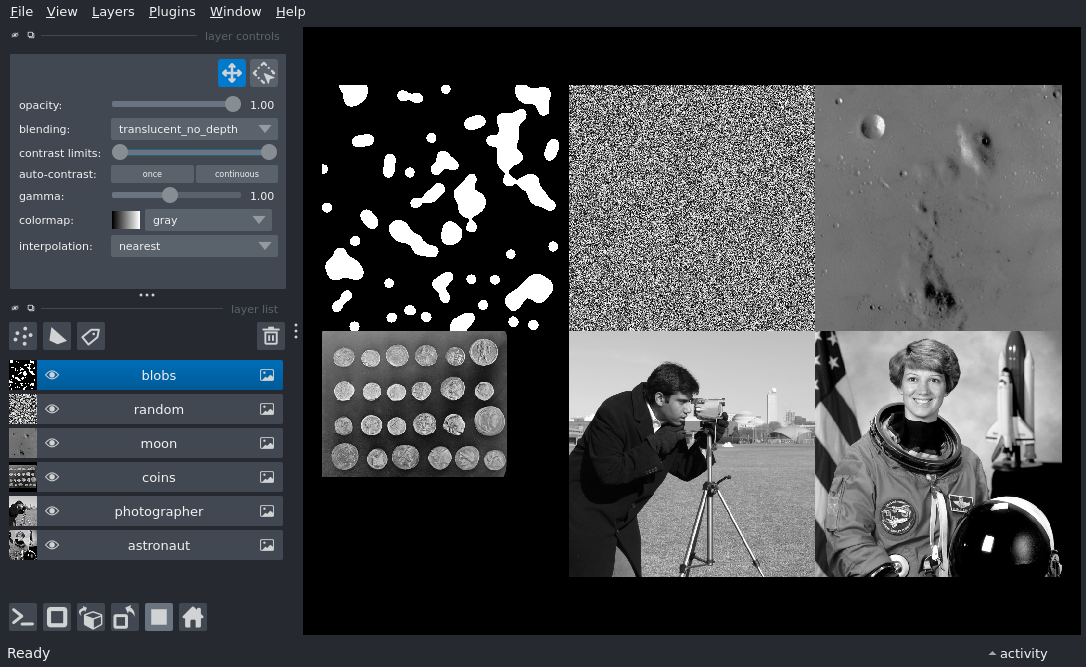 File View Layers Plugins Window Help
layer controls
opacity: 1.00
blending: translucent_no_depth
contrast limits:
auto-contrast: once continuous
gamma: 1.00
colormap: gray
interpolation: nearest
layer list
blobs
random
moon
coins
photographer
astronaut
Ready activity